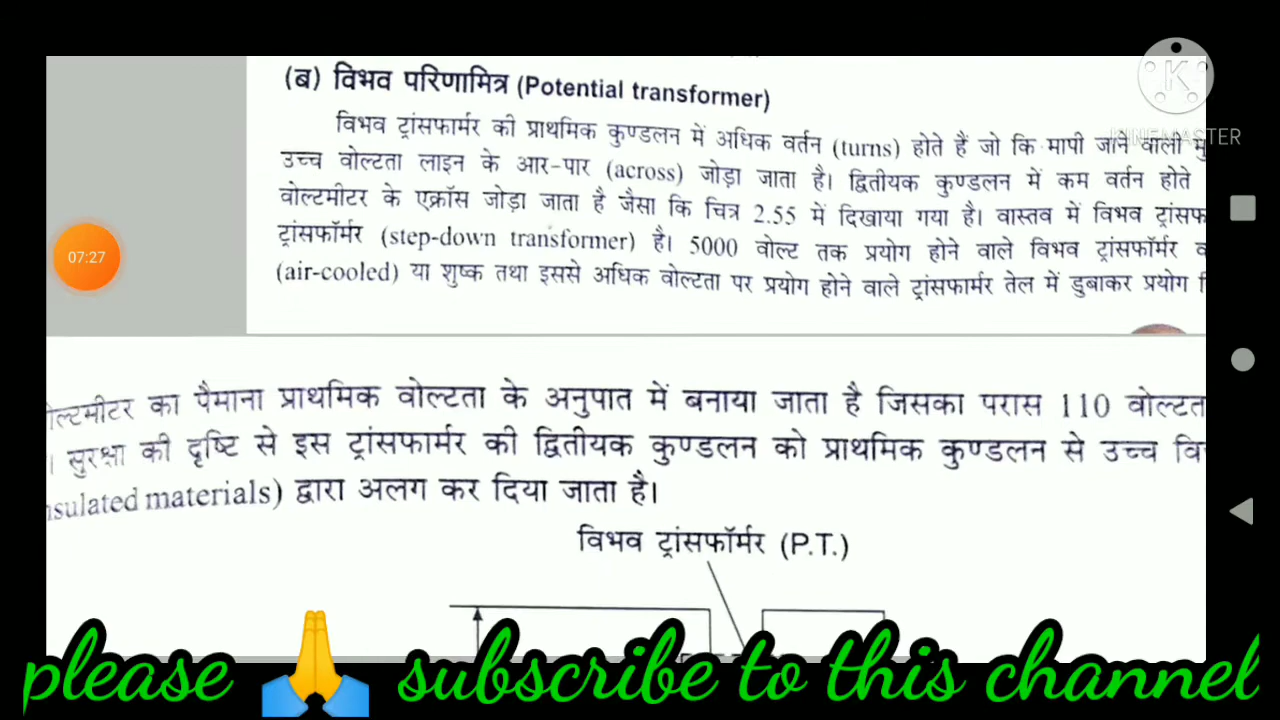 (ब) विभव परिणामित्र (Potential transformer)
K
KINEMASTER
विभव ट्रांसफार्मर की प्राथमिक कुण्डलन में अधिक वर्तन (turns) होते हैं जो कि मापी जाने वाली
उच्च वोल्टता लाइन के आर-पार (across) जोड़ा जाता है। द्वितीयक कुण्डलन में कम वर्तन होते
वोल्टमीटर के एक्रॉस जोड़ा जाता है जैसा कि चित्र 2.55 में दिखाया गया है। वास्तव में विभव
ट्रांसफॉर्मर (step-down transformer) है। 5000 वोल्ट तक प्रयोग होने वाले विभव ट्रांसफॉर्मर
07:27
(air-cooled) या शुष्क तथा इससे अधिक वोल्टता पर प्रयोग होने वाले ट्रांसफार्मर तेल में डुबाकर प्रयोग
का पैमाना प्राथमिक वोल्टता के अनुपात में बनाया जाता है जिसका परास 110
। सुरक्षा की दृष्टि से इस ट्रांसफार्मर की द्वितीयक कुण्डलन को प्राथमिक कुण्डलन से उच्च
materials) द्वारा अलग कर दिया जाता है।
विभव ट्रांसफॉर्मर (P.T.)
please 🙏 subscribe to this channel